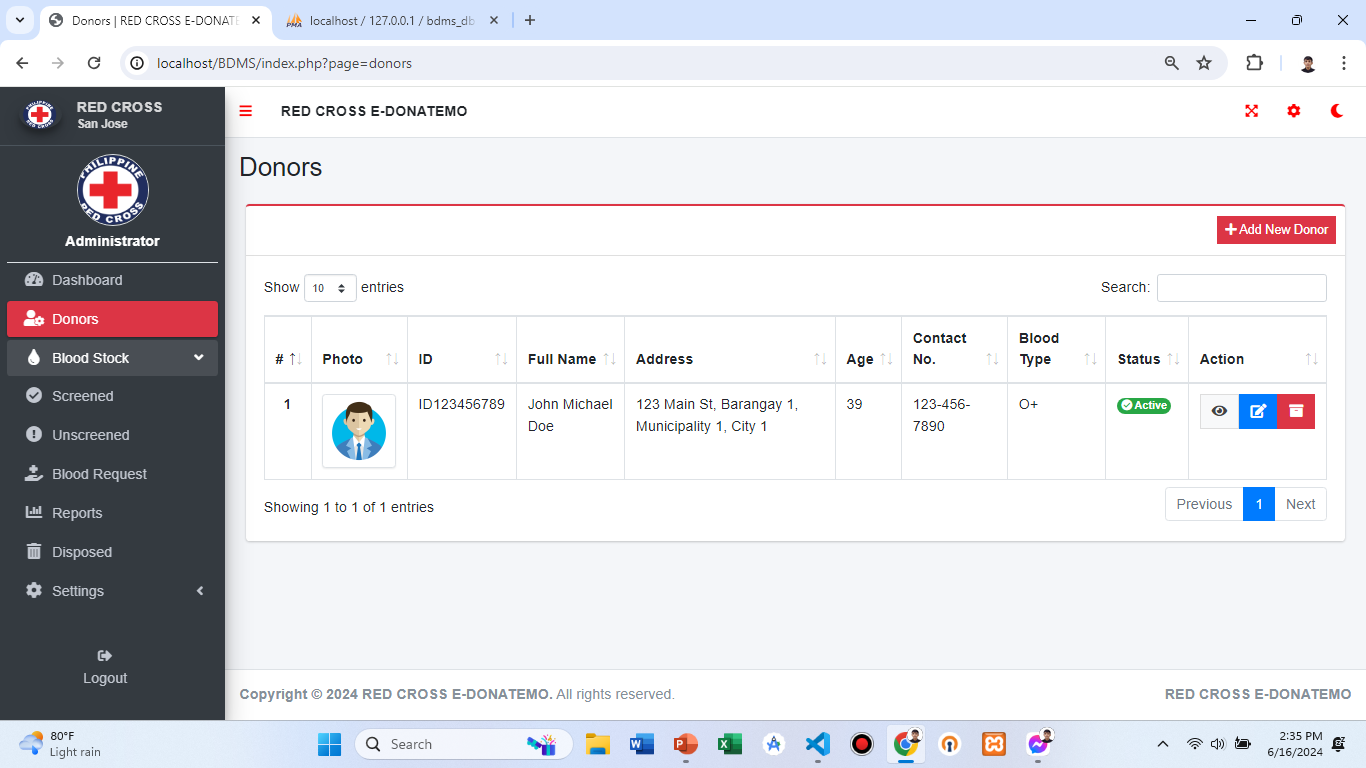 Donors | RED CROSS E-DONATE
localhost / 127.0.0.1 / bdms_db
localhost/BDMS/index.php?page=donors
RED CROSS
San Jose
RED CROSS E-DONATEMO
PHILIPPINE
RED CROSS
Administrator
Dashboard
Donors
Blood Stock
Screened
Unscreened
Blood Request
Reports
Disposed
Settings
Logout
Donors
Add New Donor
Show 10 entries
Search:
# Photo ID Full Name Address Age Contact No. Blood Type Status Action
1 ID123456789 John Michael Doe 123 Main St, Barangay 1, Municipality 1, City 1 39 123-456-7890 O+ Active
Showing 1 to 1 of 1 entries
Previous 1 Next
Copyright © 2024 RED CROSS E-DONATEMO. All rights reserved.
RED CROSS E-DONATEMO
80°F
Light rain
Search
2:35 PM
6/16/2024